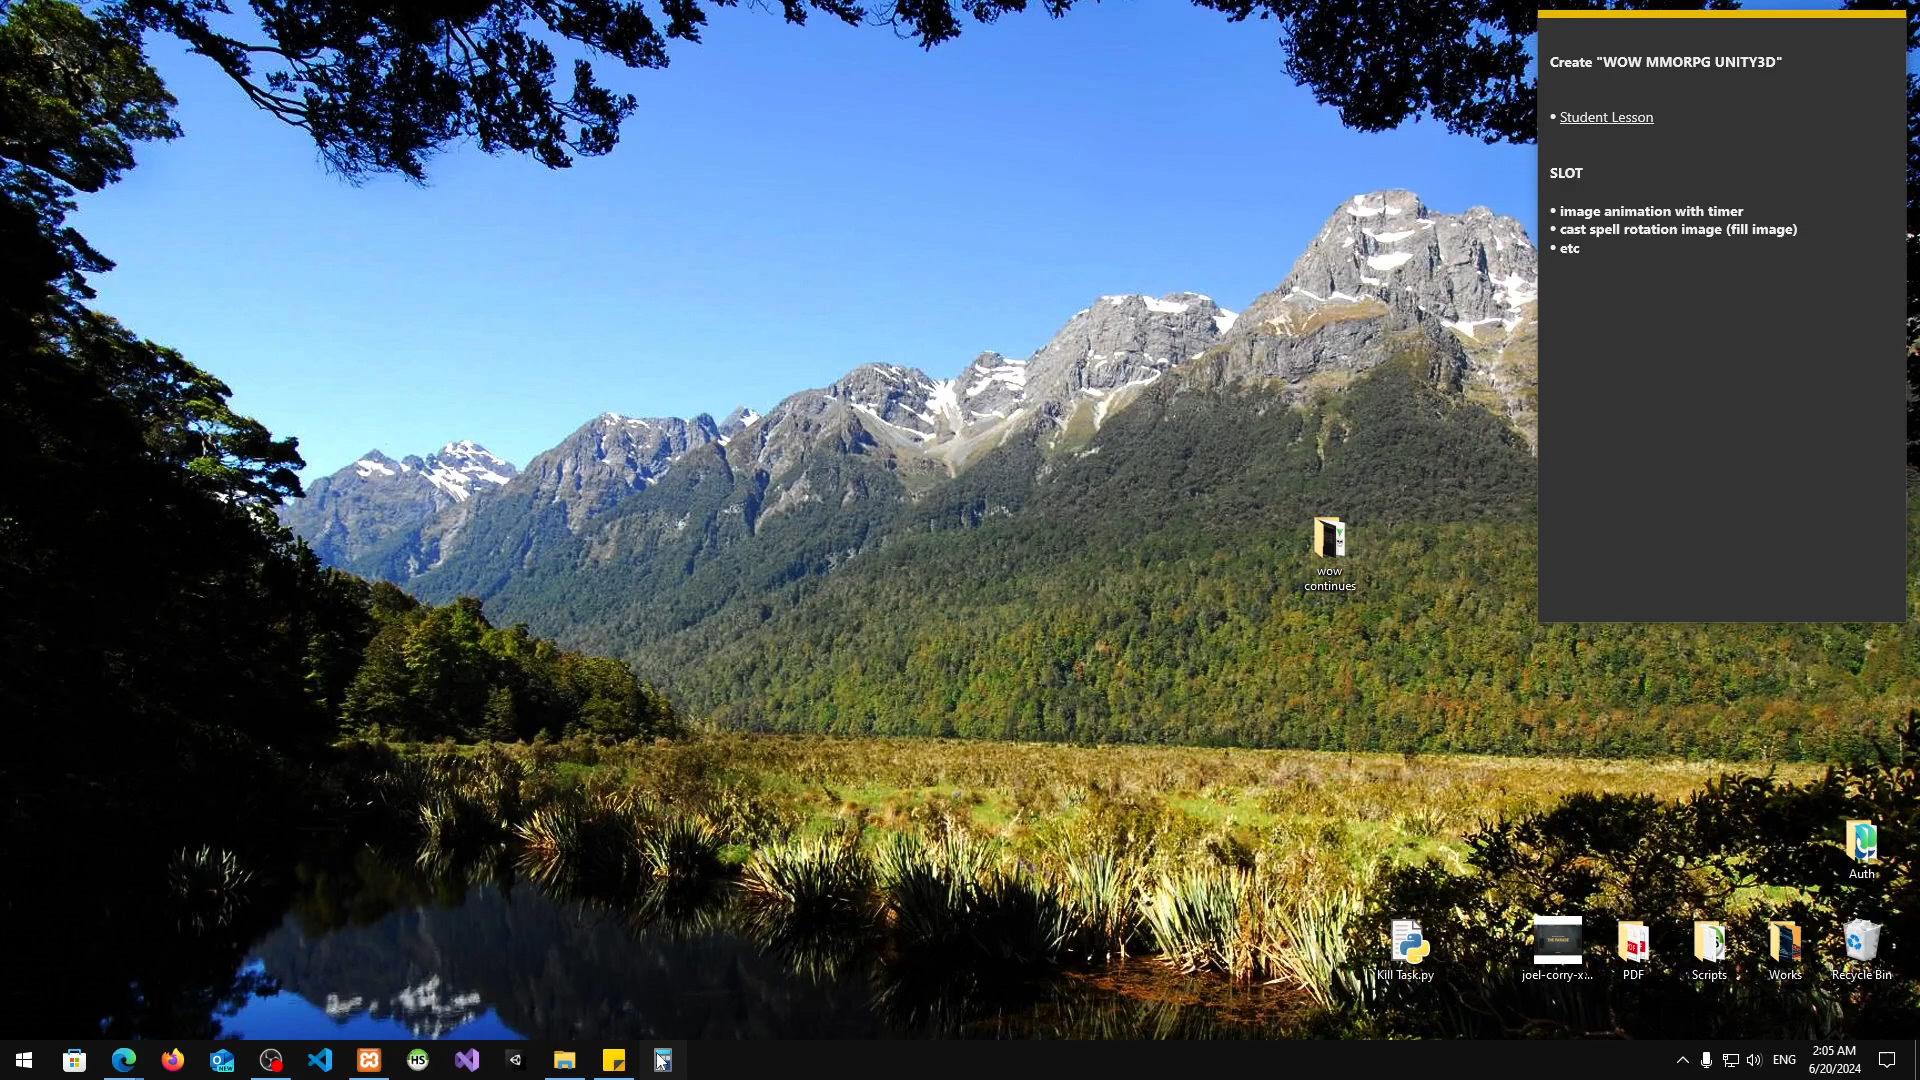 Create "WOW MMORPG UNITY3D"
• Student Lesson
SLOT
• image animation with timer
• cast spell rotation image (fill image)
• etc
wow
continues
Auth
Kill Task.py
joel-corry-x...
PDF
Scripts
Works
Recycle Bin
NEW
HS
ENG
2:05 AM
6/20/2024